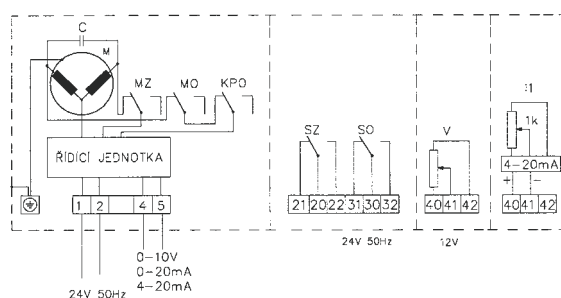 C
M
MZ MO KPO
ŘÍDÍCÍ JEDNOTKA
1 2 4 5
0–10V
0–20mA
4–20mA
24V 50Hz
SZ SO
21 20 22 31 30 32
24V 50Hz
V
40 41 42
12V
I1
1k
4–20mA
+ –
40 41 42